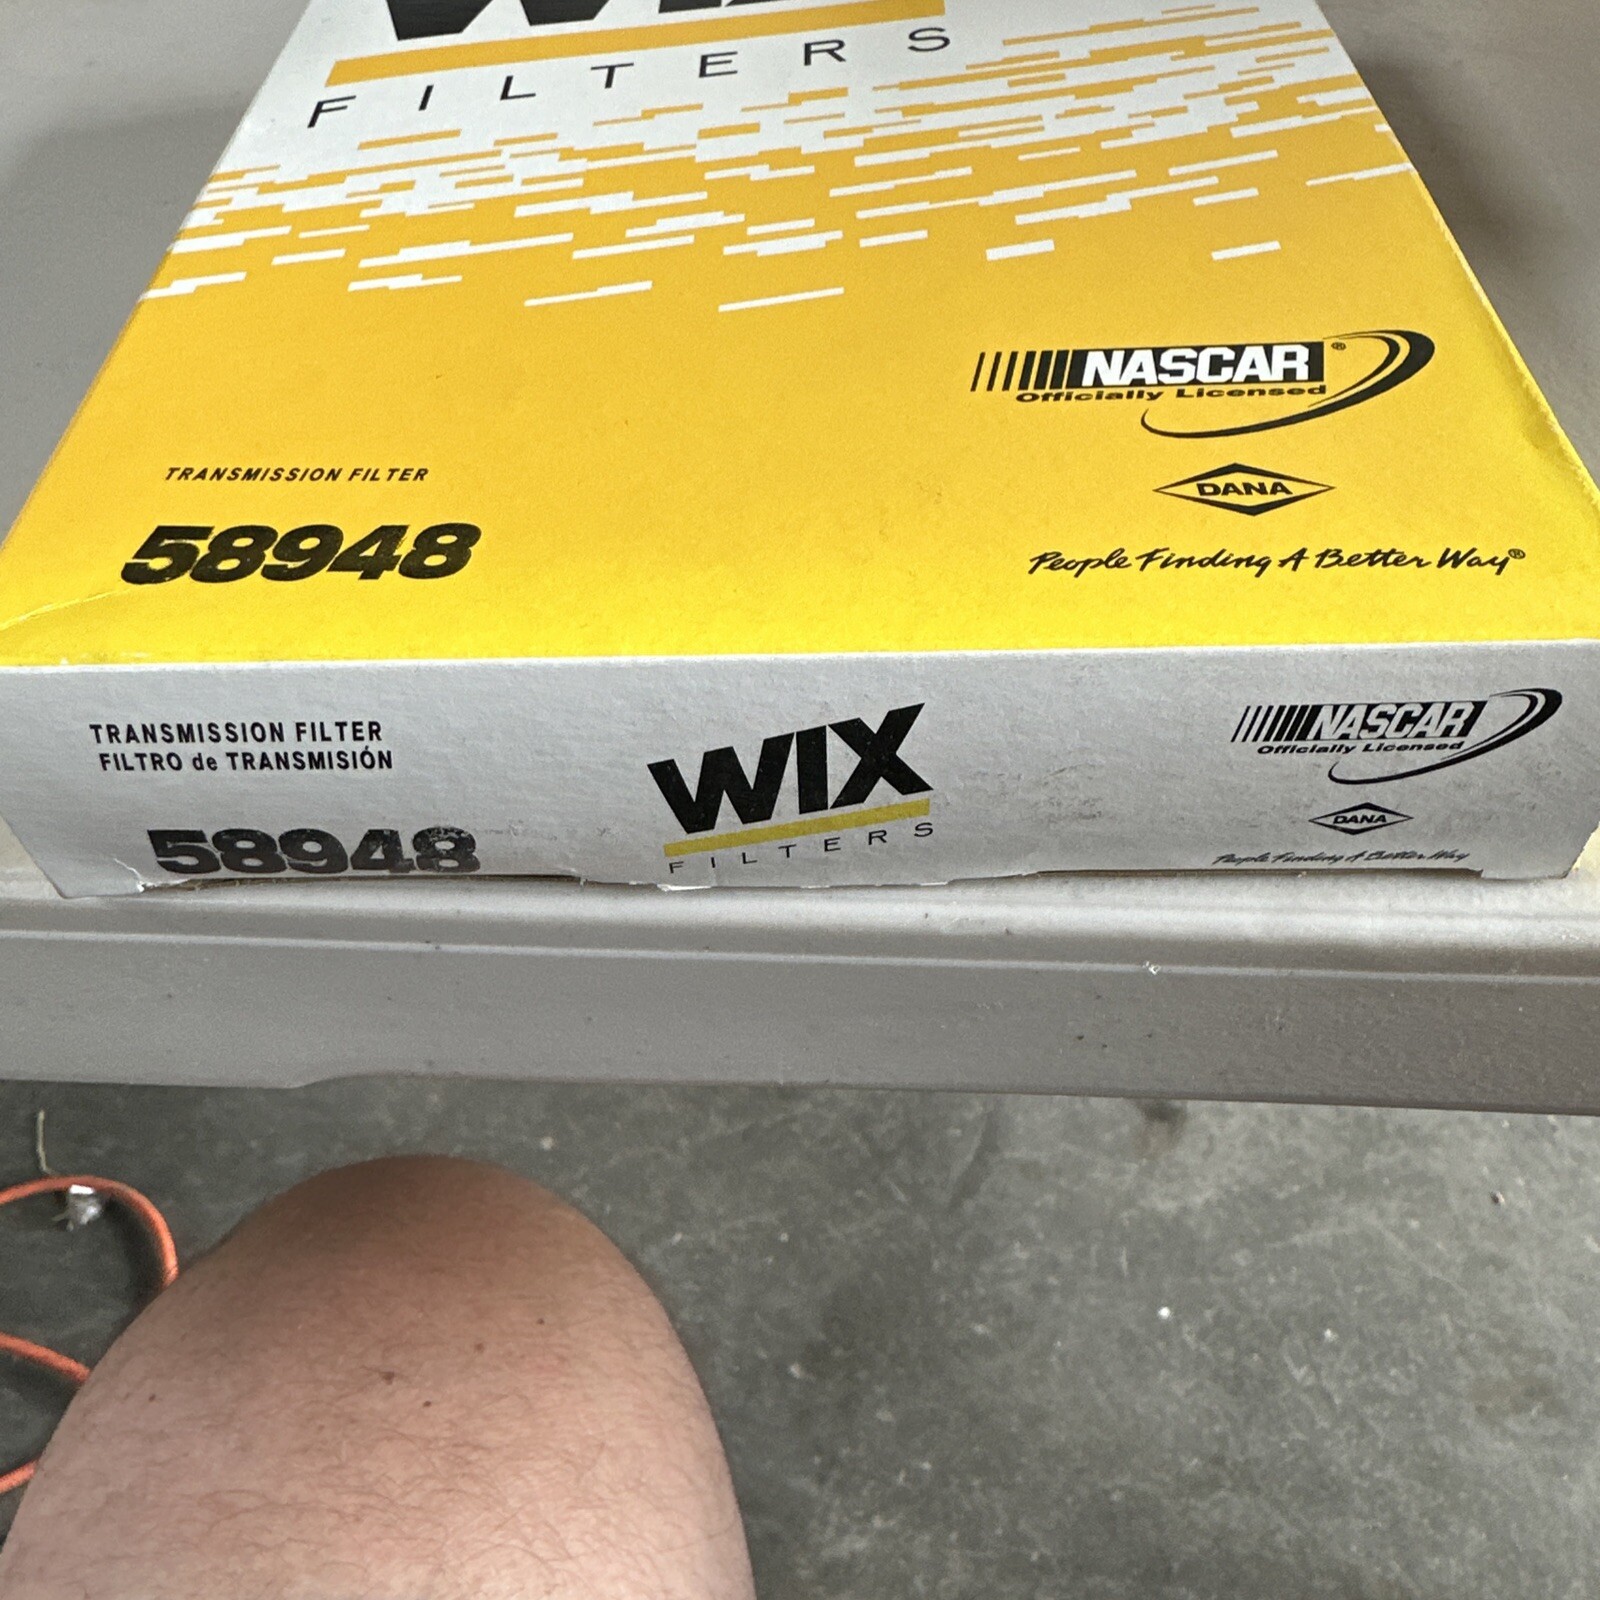 WIX
FILTERS
NASCAR®
Officially Licensed
DANA
People Finding A Better Way®
TRANSMISSION FILTER
58948
TRANSMISSION FILTER
FILTRO de TRANSMISIÓN
58948
WIX
FILTERS
NASCAR
Officially Licensed
DANA
People Finding A Better Way